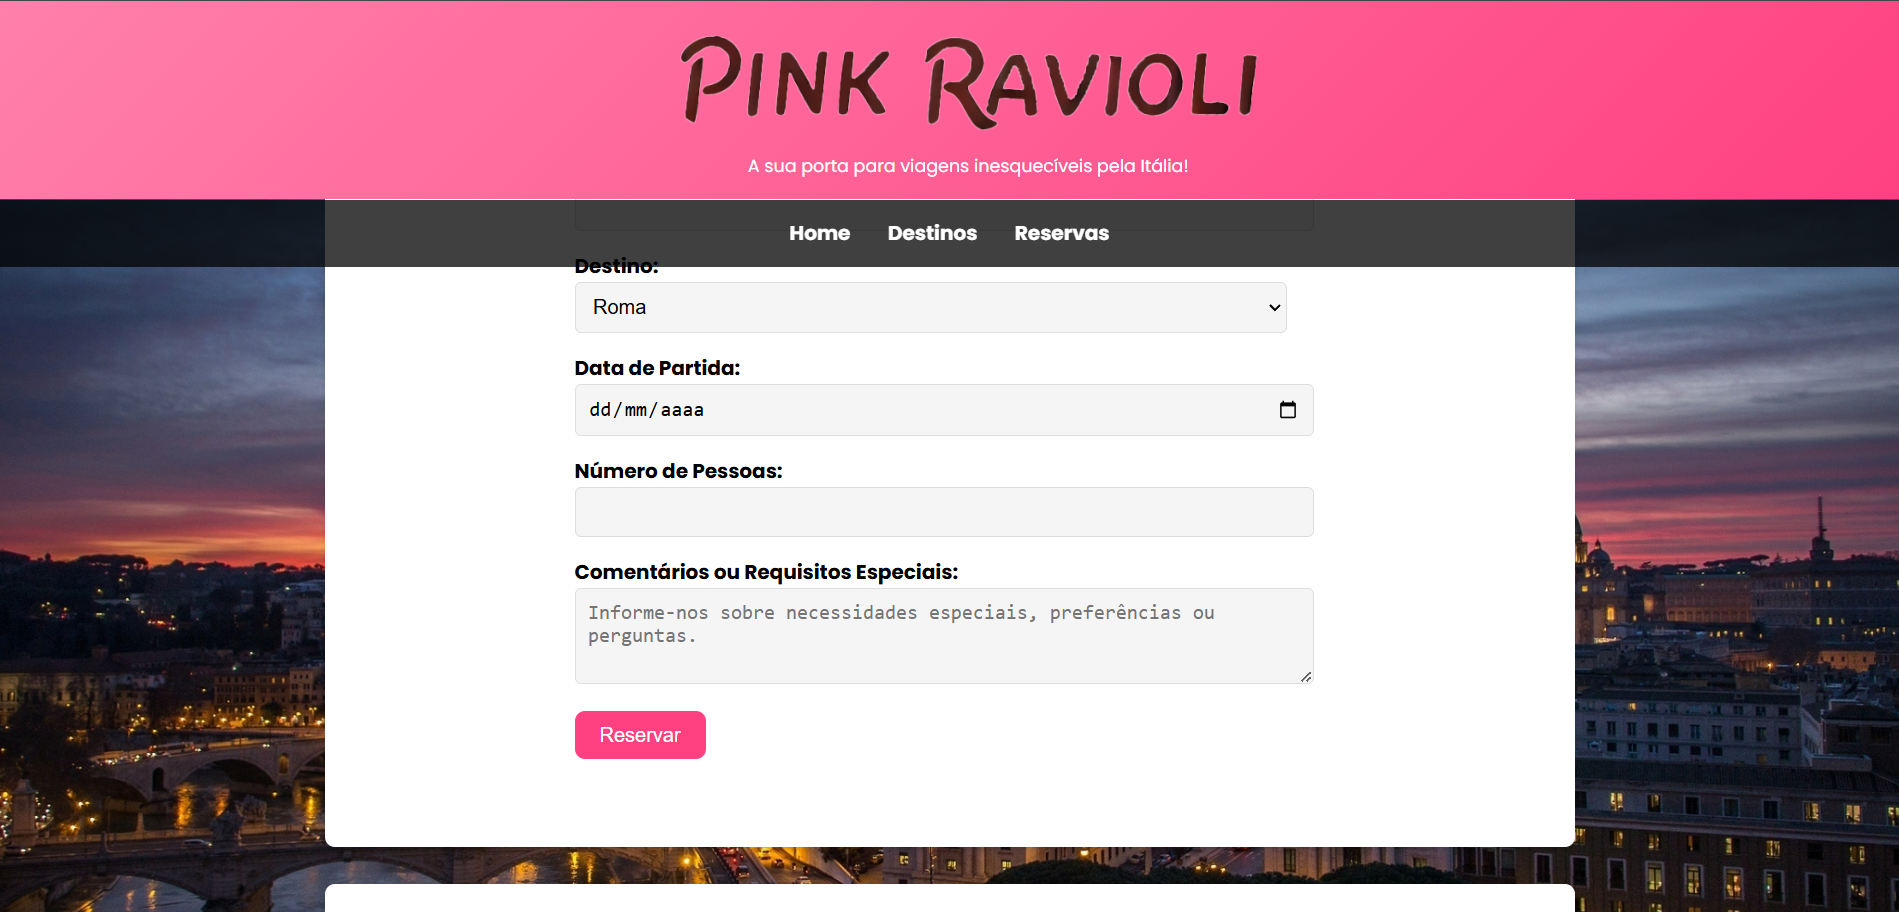 PINK RAVIOLI
A sua porta para viagens inesquecíveis pela Itália!
Home Destinos Reservas
Destino:
Roma
Data de Partida:
dd/mm/aaaa
Número de Pessoas:
Comentários ou Requisitos Especiais:
Informe-nos sobre necessidades especiais, preferências ou
perguntas.
Reservar